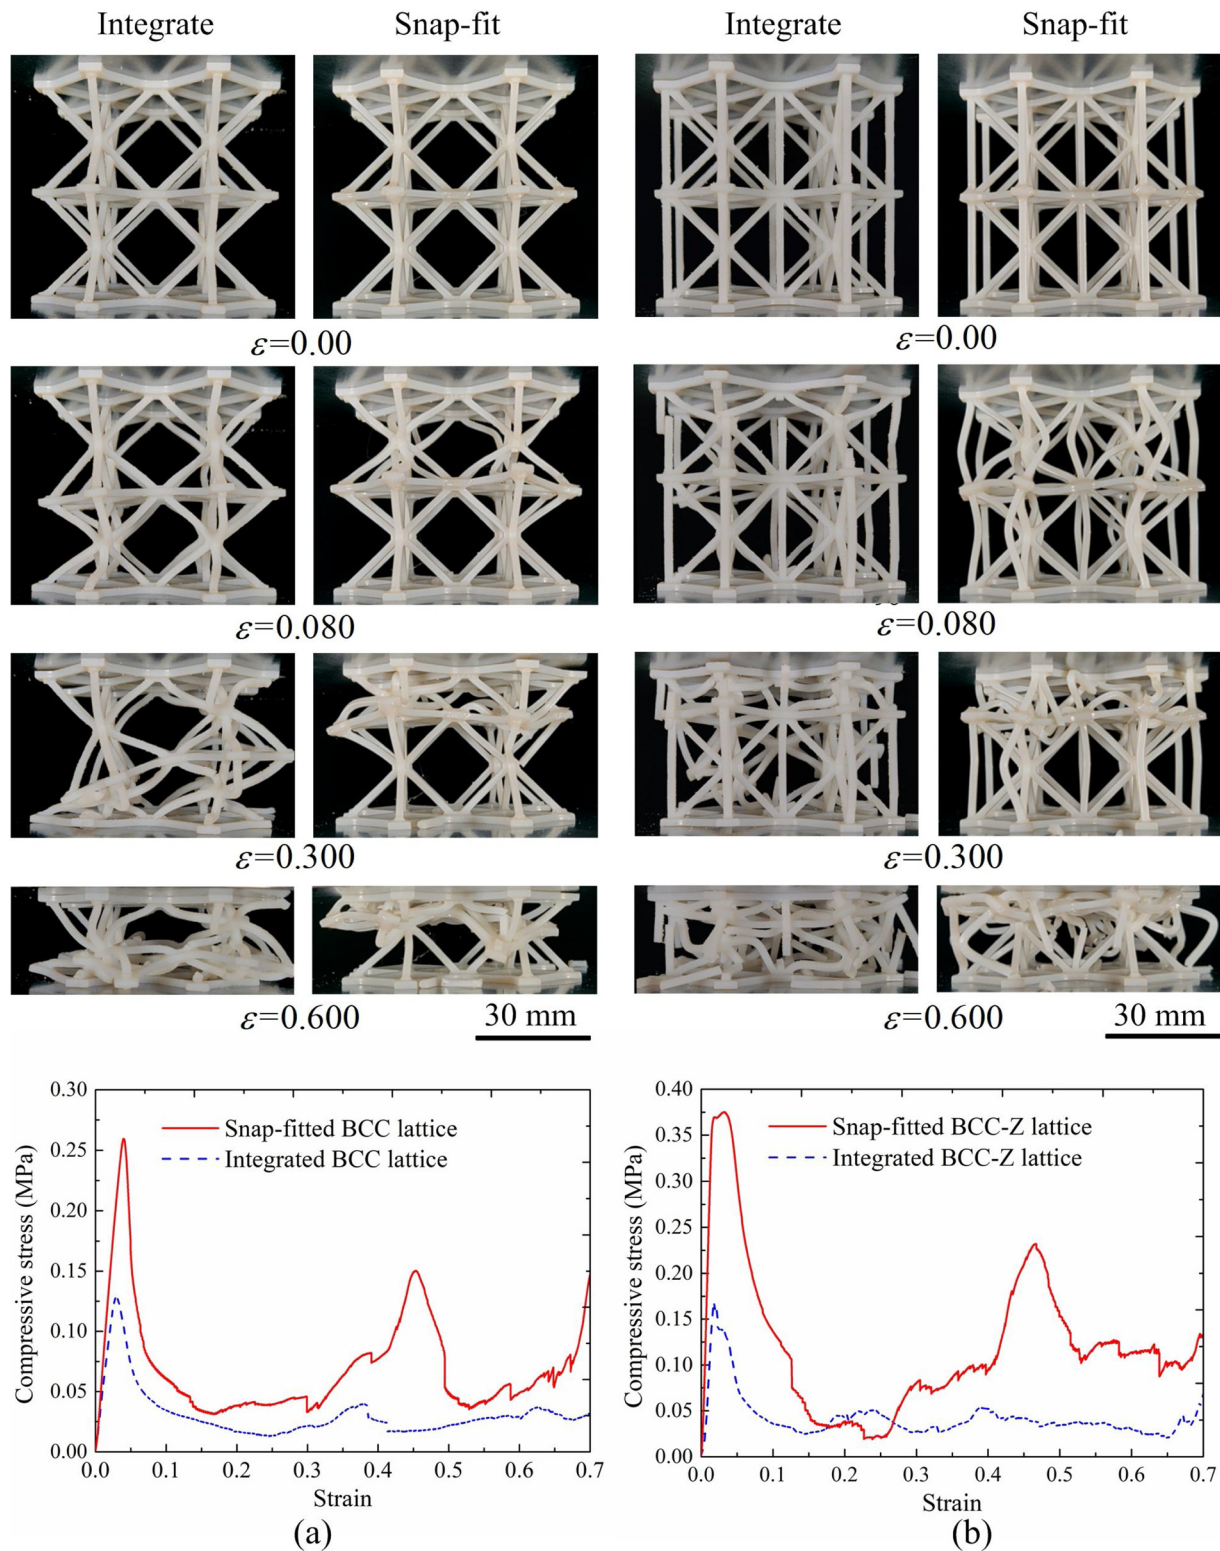 Integrate Snap-fit Integrate Snap-fit
ε=0.00 ε=0.00
ε=0.080 ε=0.080
ε=0.300 ε=0.300
ε=0.600 30 mm ε=0.600 30 mm
0.30
0.25
0.20
0.15
0.10
0.05
0.00
Compressive stress (MPa)
Snap-fitted BCC lattice
Integrated BCC lattice
0.0 0.1 0.2 0.3 0.4 0.5 0.6 0.7
Strain
(a)
0.40
0.35
0.30
0.25
0.20
0.15
0.10
0.05
0.00
Compressive stress (MPa)
Snap-fitted BCC-Z lattice
Integrated BCC-Z lattice
0.0 0.1 0.2 0.3 0.4 0.5 0.6 0.7
Strain
(b)